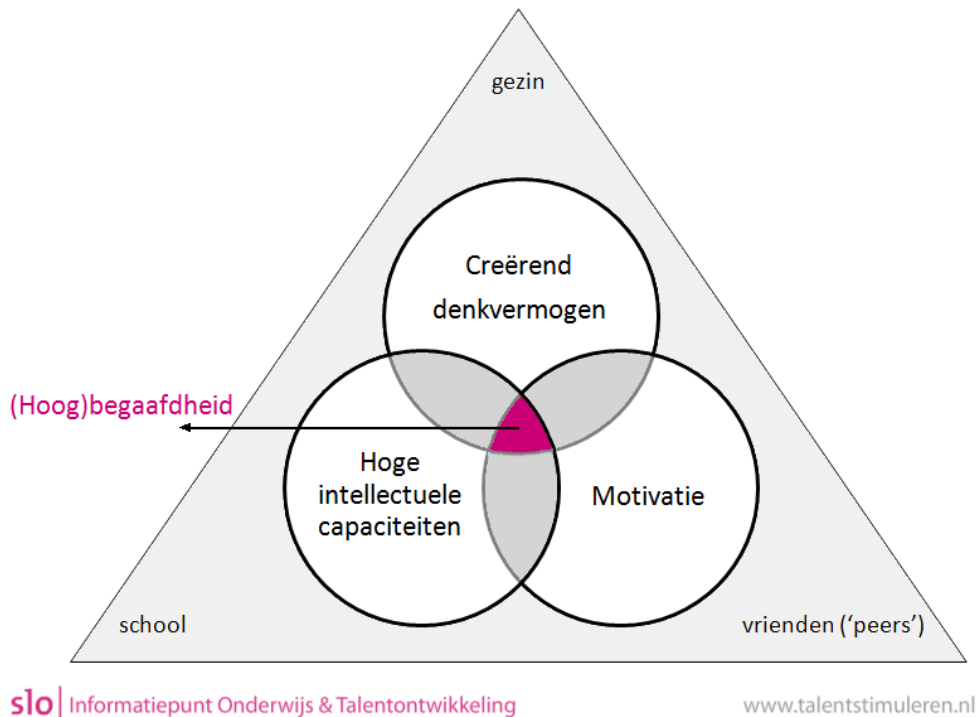 gezin
Creërend
denkvermogen
(Hoog)begaafdheid
Hoge
intellectuele
capaciteiten
Motivatie
school
vrienden (‘peers’)
slo | Informatiepunt Onderwijs & Talentontwikkeling
www.talentstimuleren.nl